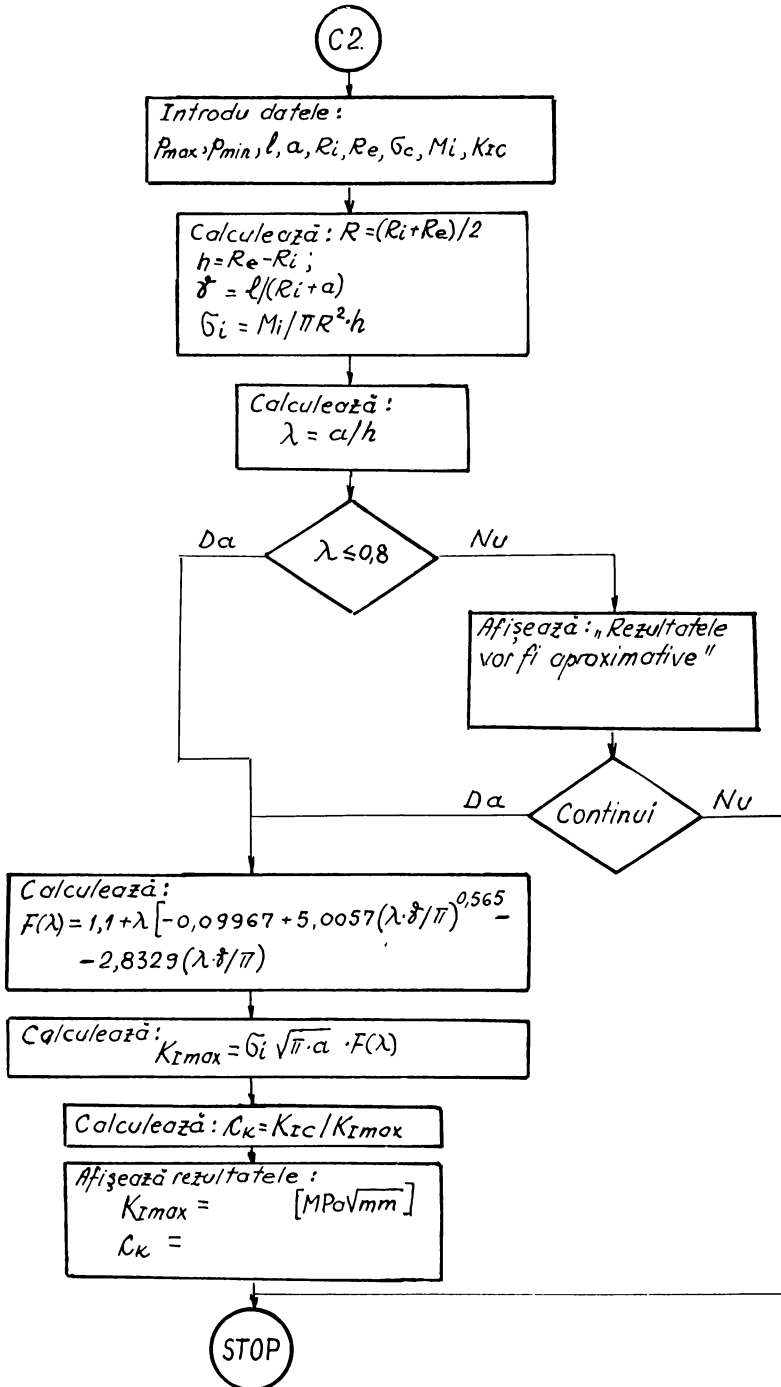 C2.
Introdu datele:
pmax, pmin, l, a, Ri, Re, σc, Mi, KIC
Calculează: R=(Ri+Re)/2
h=Re-Ri;
γ = l/(Ri+a)
σi = Mi/πR²·h
Calculează:
λ = a/h
Da
λ≤0,8
Nu
Afișează: „Rezultatele
vor fi aproximative"
Da
Continui
Nu
Calculează:
F(λ)=1,1+λ[-0,09967+5,0057(λ·γ/π)^0,565 -
-2,8329(λ·γ/π)
Calculează:
KImax=σi √π·a ·F(λ)
Calculează: cK=KIC/KImax
Afișează rezultatele:
KImax = [MPa√mm]
cK =
STOP